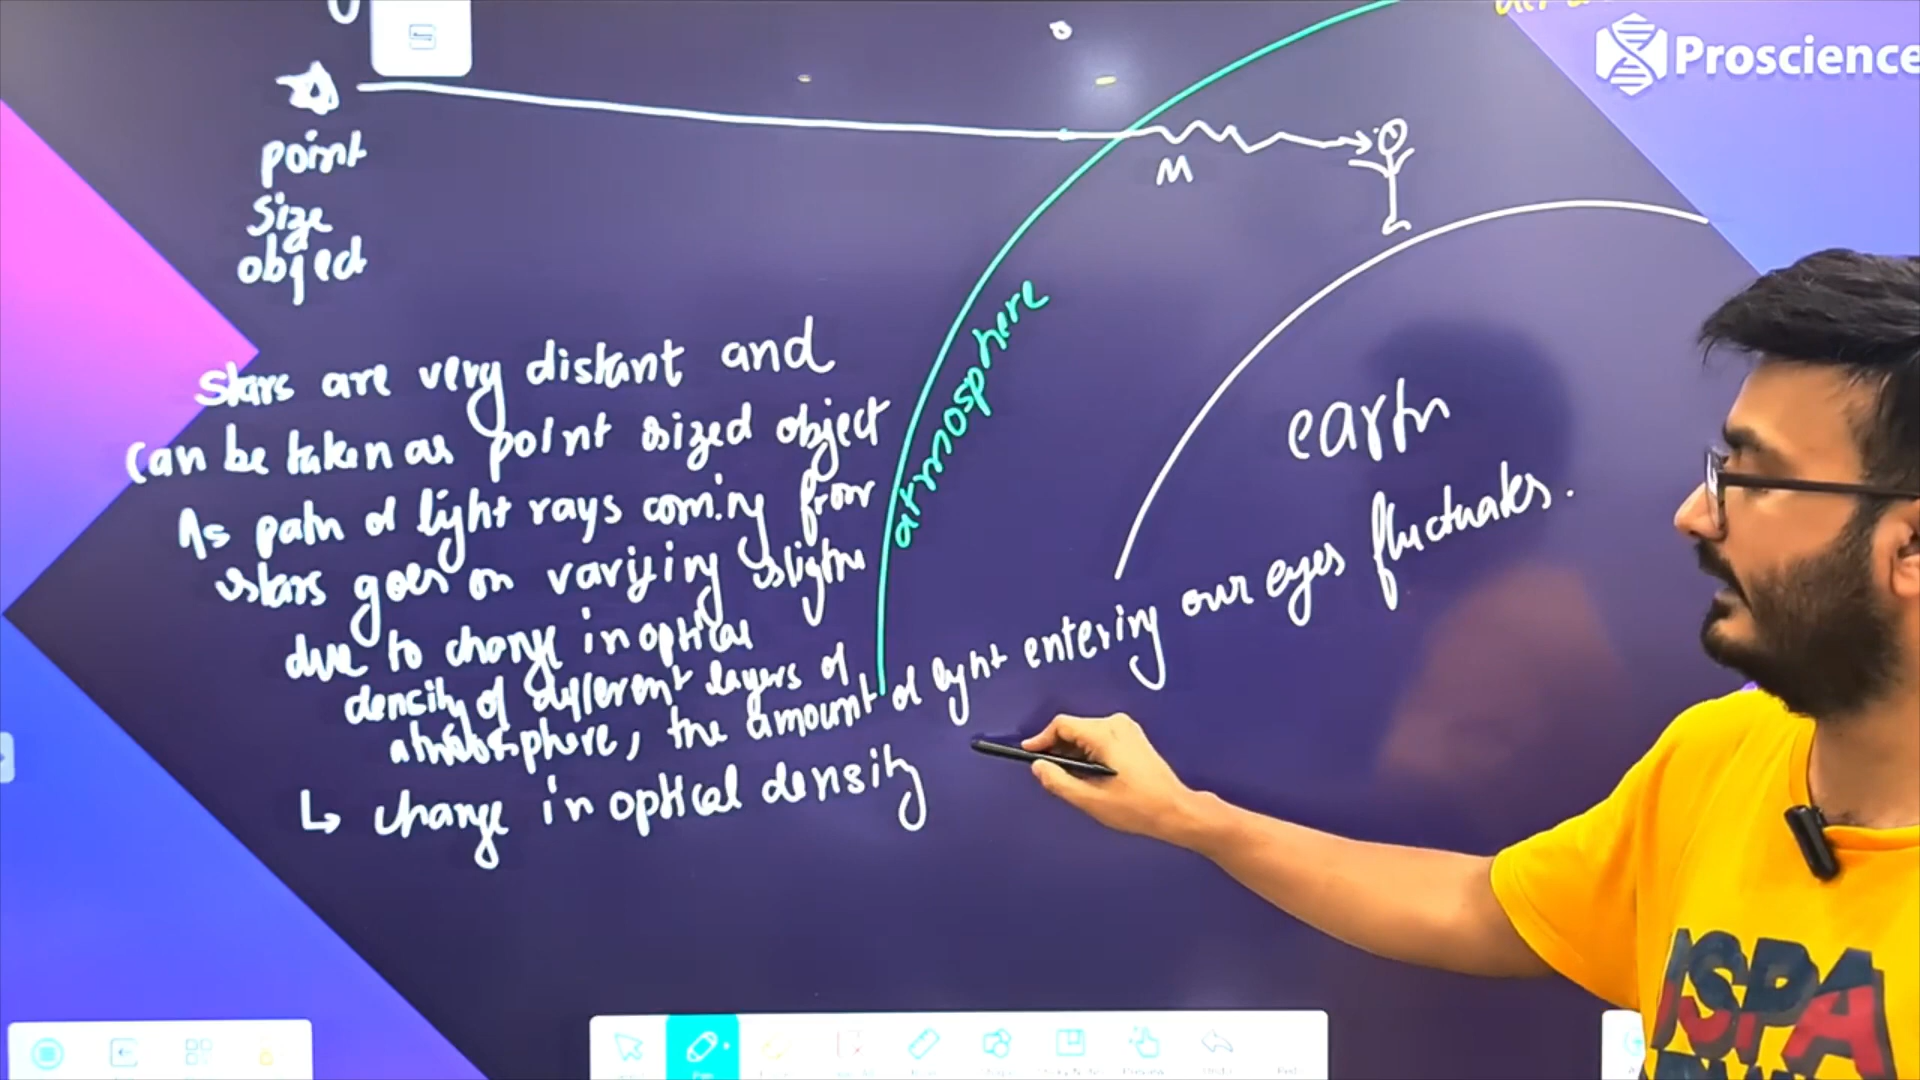 Proscience
point
size
object
M
atmosphere
earth
stars are very distant and
can be taken as point sized object
As path of light rays coming from
stars goes on varying slightly
due to change in optical
density of different layers of
atmosphere, the amount of light entering our eyes fluctuates.
↳ change in optical density